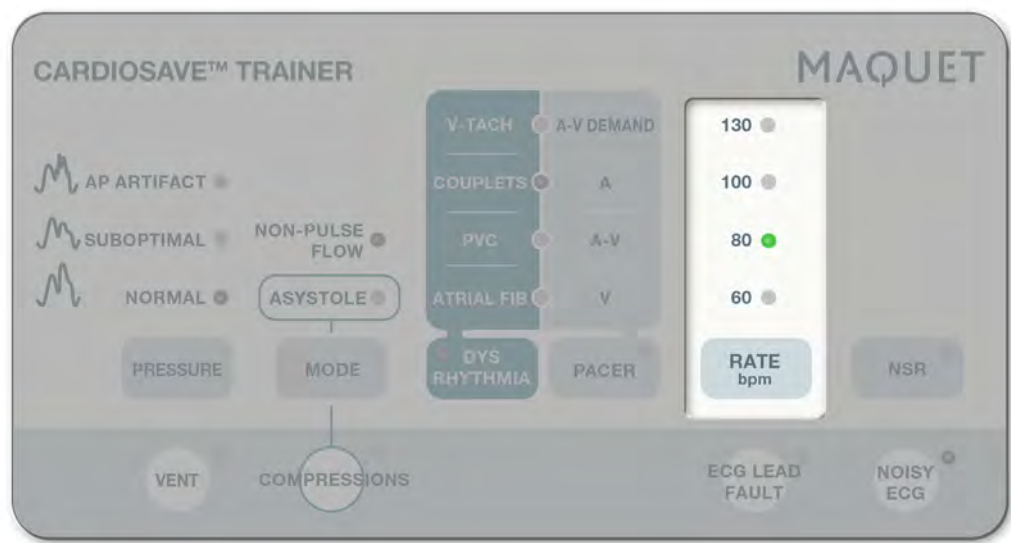 CARDIOSAVE™ TRAINER
MAQUET
V-TACH
A-V DEMAND
130
AP ARTIFACT
COUPLETS
A
100
SUBOPTIMAL
NON-PULSE
FLOW
PVC
A-V
80
NORMAL
ASYSTOLE
ATRIAL FIB
V
60
PRESSURE
MODE
DYS
RHYTHMIA
PACER
RATE
bpm
NSR
VENT
COMPRESSIONS
ECG LEAD
FAULT
NOISY
ECG